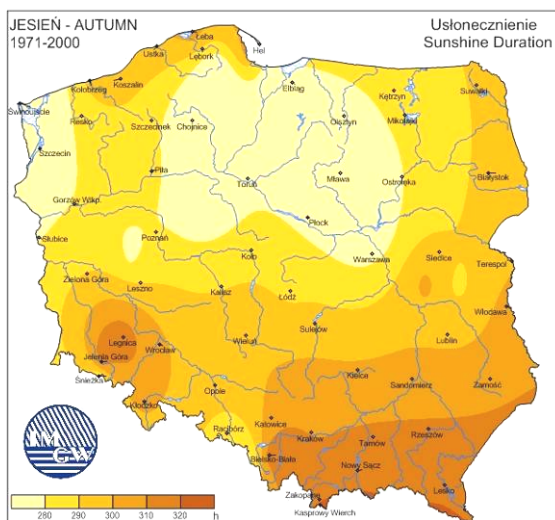 JESIEŃ - AUTUMN
1971-2000
Usłonecznienie
Sunshine Duration
Łeba
Hel
Ustka
Lębork
Koszalin
Kołobrzeg
Elbląg
Kętrzyn
Suwałki
Świnoujście
Resko
Szczecinek
Chojnica
Olsztyn
Mikołajki
Szczecin
Piła
Toruń
Mława
Ostrołęka
Białystok
Gorzów Wlkp.
Płock
Słubice
Poznań
Koło
Warszawa
Siedlce
Terespol
Zielona Góra
Leszno
Kalisz
Łódź
Włodawa
Sulejów
Legnica
Wrocław
Wieluń
Lublin
Jelenia Góra
Śnieżka
Kielce
Sandomierz
Zamość
Kłodzko
Opole
Katowice
Racibórz
Kraków
Tarnów
Rzeszów
Bielsko-Biała
Nowy Sącz
Lesko
Zakopane
Kasprowy Wierch
IM
GW
280 290 300 310 320 h